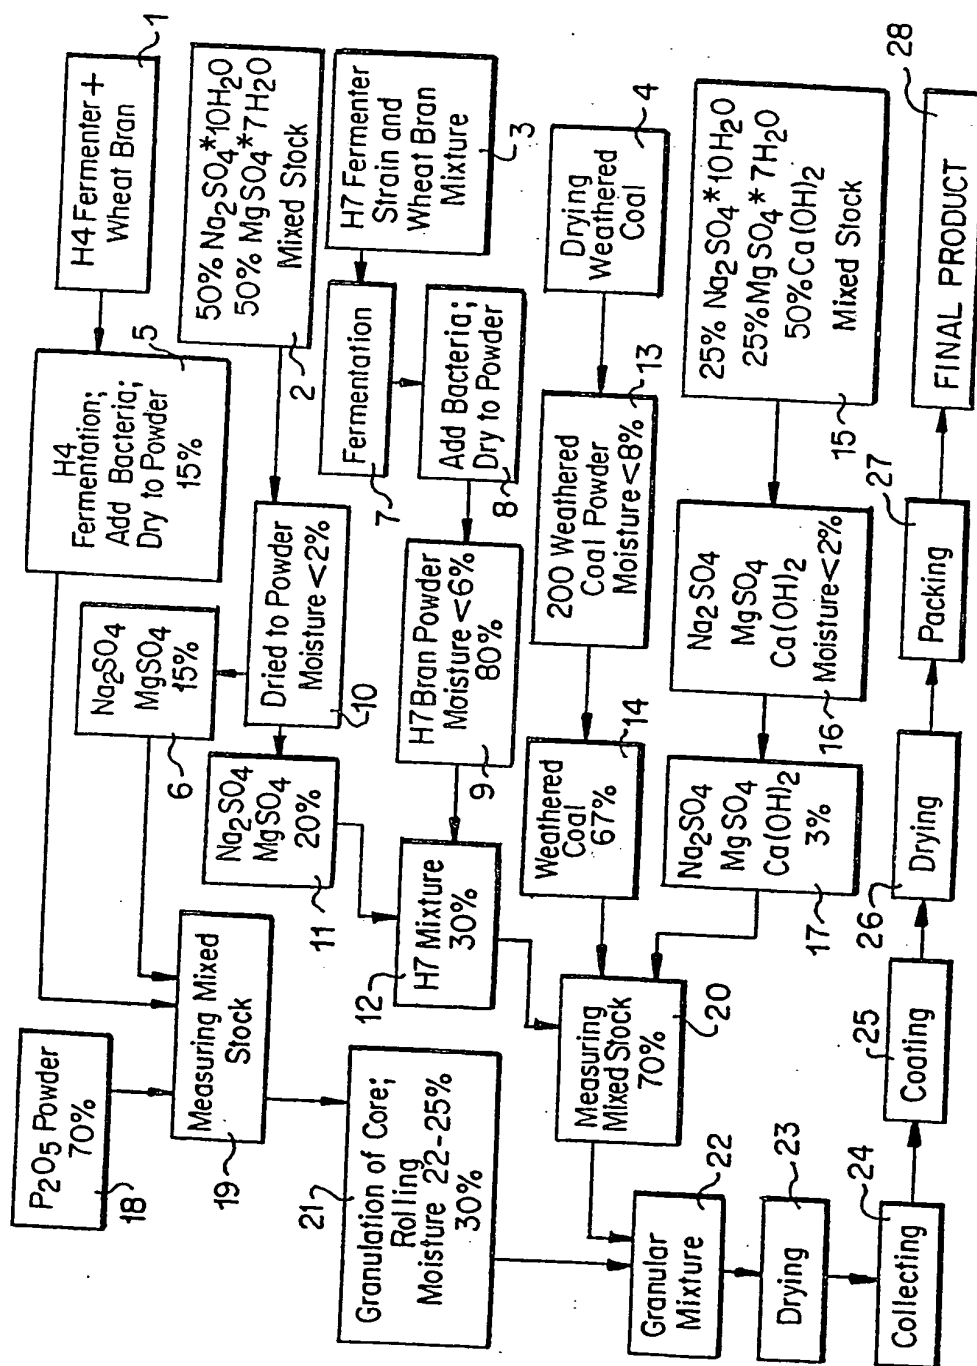 H4 Fermenter +
Wheat Bran
1
50% Na2SO4*10H2O
50% MgSO4*7H2O
Mixed Stock
2
H7 Fermenter
Strain and
Wheat Bran
Mixture
3
Drying
Weathered
Coal
4
25% Na2SO4*10H2O
25%MgSO4*7H2O
50%Ca(OH)2
Mixed Stock
15
H4
Fermentation;
Add Bacteria;
Dry to Powder
15%
5
Fermentation
7
Add Bacteria;
Dry to Powder
8
200 Weathered
Coal Powder
Moisture<8%
13
Na2SO4
MgSO4
Ca(OH)2
Moisture<2%
16
Na2SO4
MgSO4
15%
6
Dried to Powder
Moisture<2%
10
H7Bran Powder
Moisture<6%
80%
9
Weathered
Coal
67%
14
Na2SO4
MgSO4
Ca(OH)2
3%
17
Na2SO4
MgSO4
20%
11
H7 Mixture
30%
12
P2O5 Powder
70%
18
Measuring Mixed
Stock
19
Measuring
Mixed Stock
70%
20
Granulation of Core;
Rolling
Moisture 22-25%
30%
21
Granular
Mixture
22
Drying
23
Collecting
24
Coating
25
Drying
26
Packing
27
FINAL PRODUCT
28